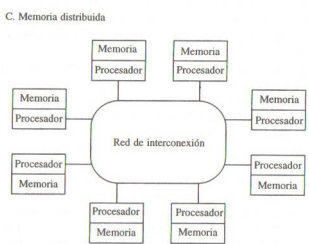 C. Memoria distribuida
Memoria
Procesador
Memoria
Procesador
Memoria
Procesador
Memoria
Procesador
Red de interconexión
Procesador
Memoria
Procesador
Memoria
Procesador
Memoria
Procesador
Memoria